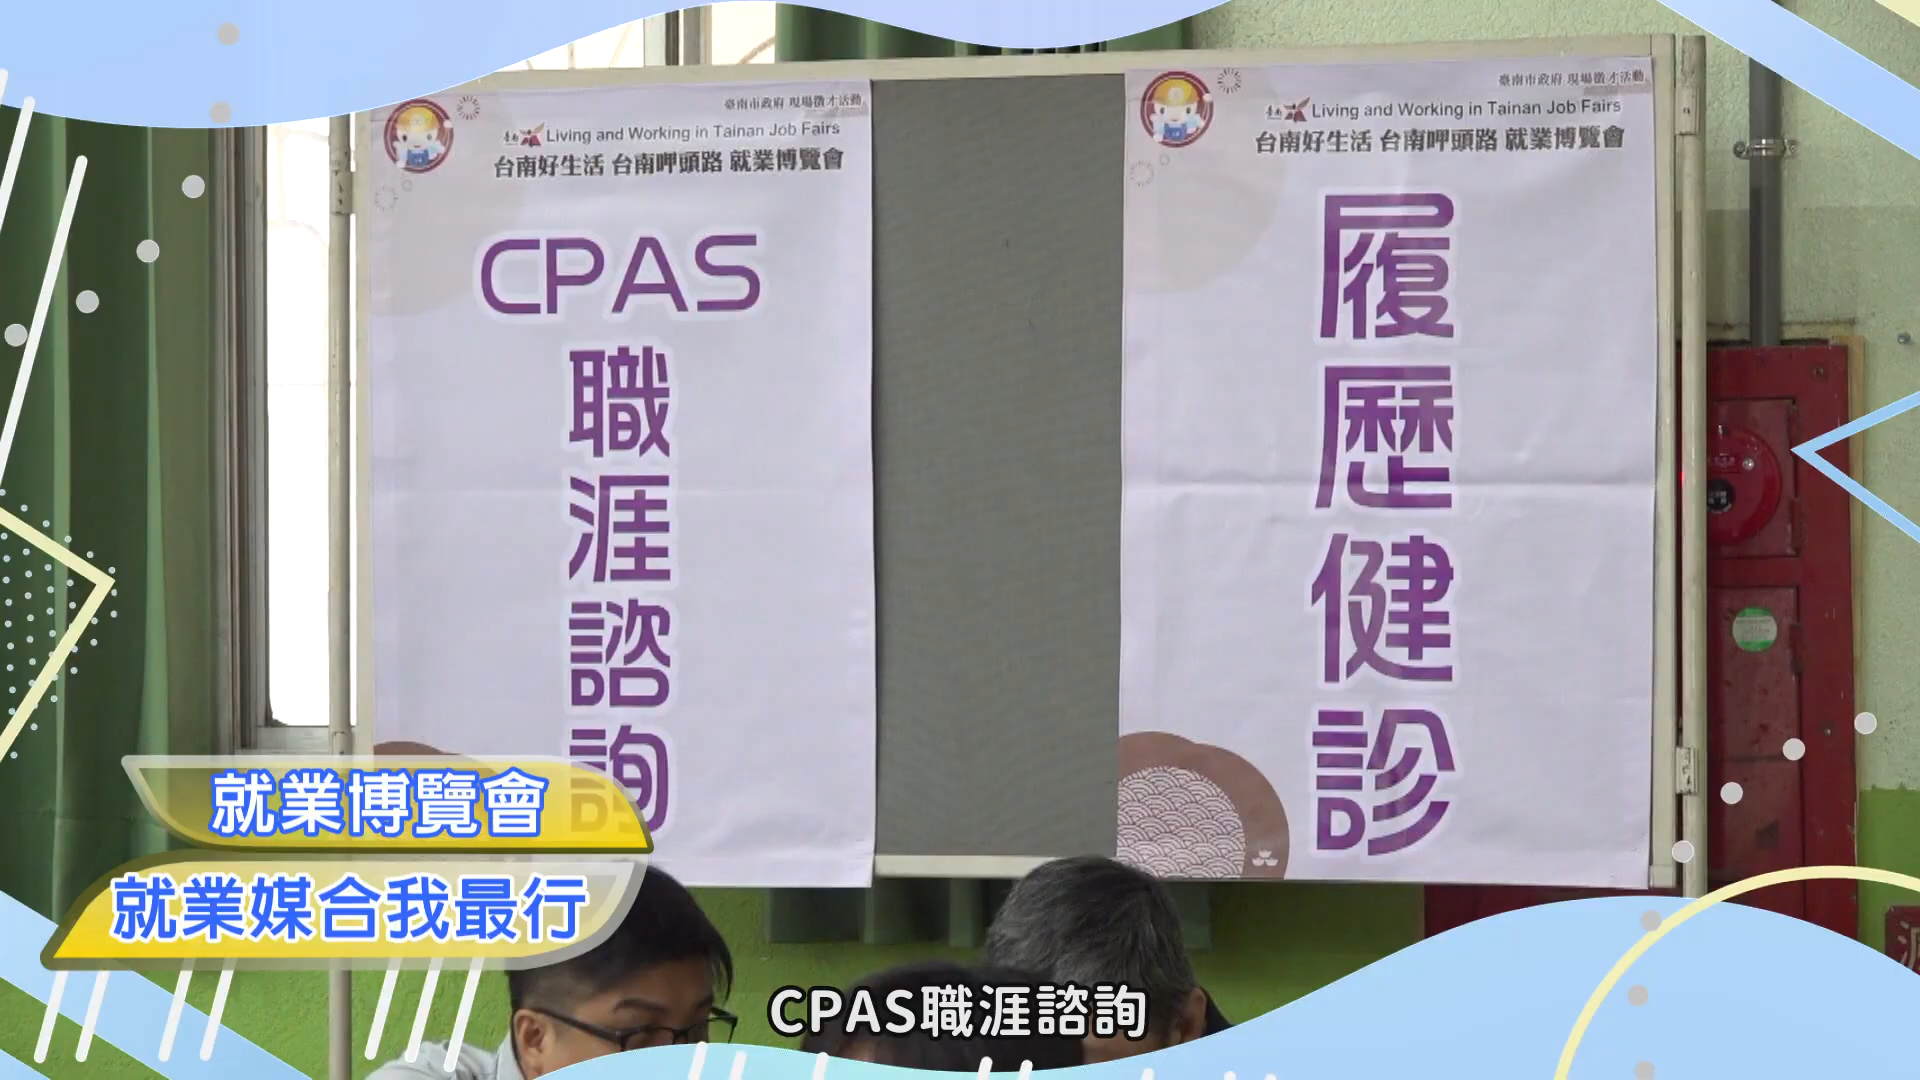 臺南市政府 現場徵才活動
臺南 Living and Working in Tainan Job Fairs
台南好生活 台南呷頭路 就業博覽會
CPAS
職涯諮詢
臺南市政府 現場徵才活動
臺南 Living and Working in Tainan Job Fairs
台南好生活 台南呷頭路 就業博覽會
履歷健診
就業博覽會
就業媒合我最行
CPAS職涯諮詢